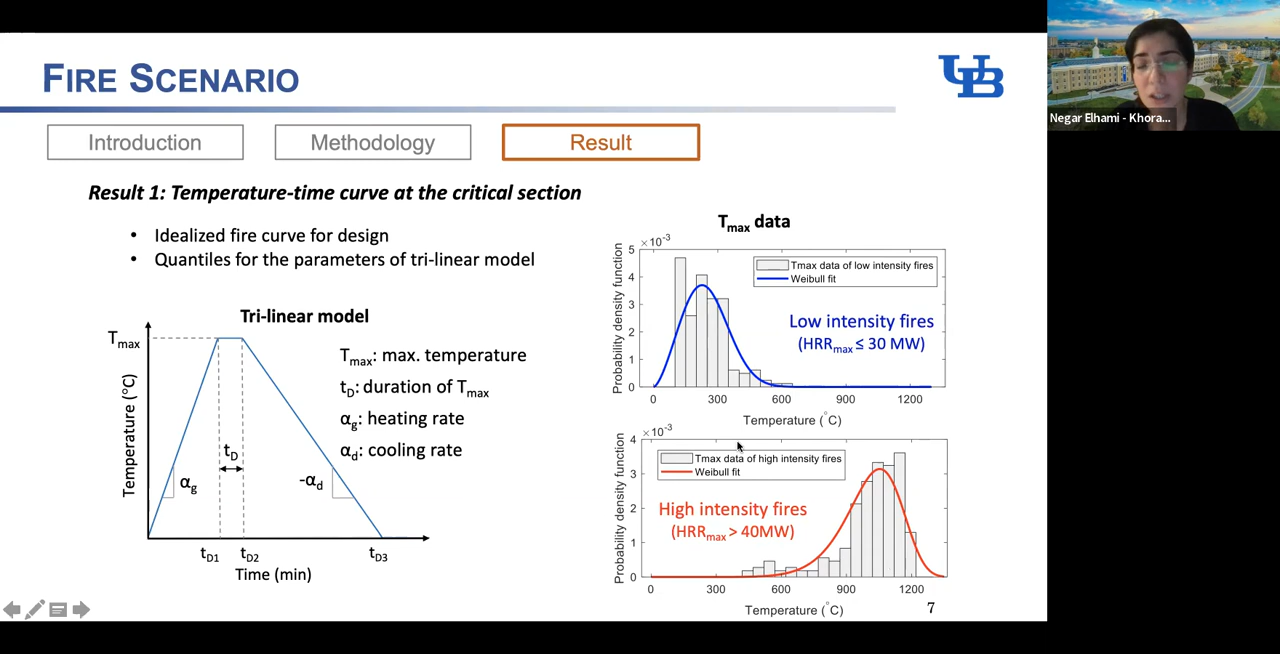 FIRE SCENARIO
UB
Negar Elhami - Khora...
Introduction
Methodology
Result
Result 1: Temperature-time curve at the critical section
• Idealized fire curve for design
• Quantiles for the parameters of tri-linear model
Tri-linear model
Tmax
Temperature (°C)
tD
αg
-αd
tD1 tD2 tD3
Time (min)
Tmax: max. temperature
tD: duration of Tmax
αg: heating rate
αd: cooling rate
Tmax data
×10⁻³
5
4
3
2
1
0
Probability density function
Tmax data of low intensity fires
Weibull fit
Low intensity fires
(HRRmax ≤ 30 MW)
0 300 600 900 1200
Temperature (°C)
×10⁻³
4
3
2
1
0
Probability density function
Tmax data of high intensity fires
Weibull fit
High intensity fires
(HRRmax > 40MW)
0 300 600 900 1200
Temperature (°C)
7